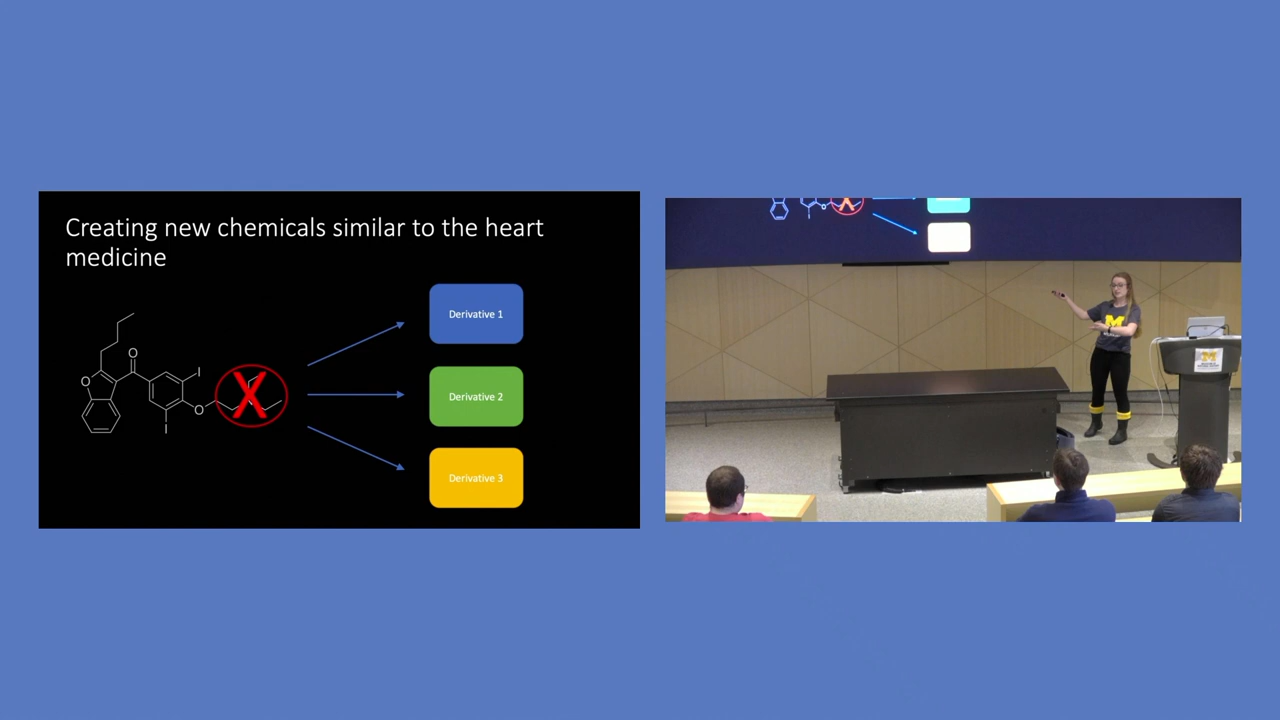 Creating new chemicals similar to the heart
medicine
Derivative 1
O
I
O
Derivative 2
O
I
Derivative 3
X
M
M